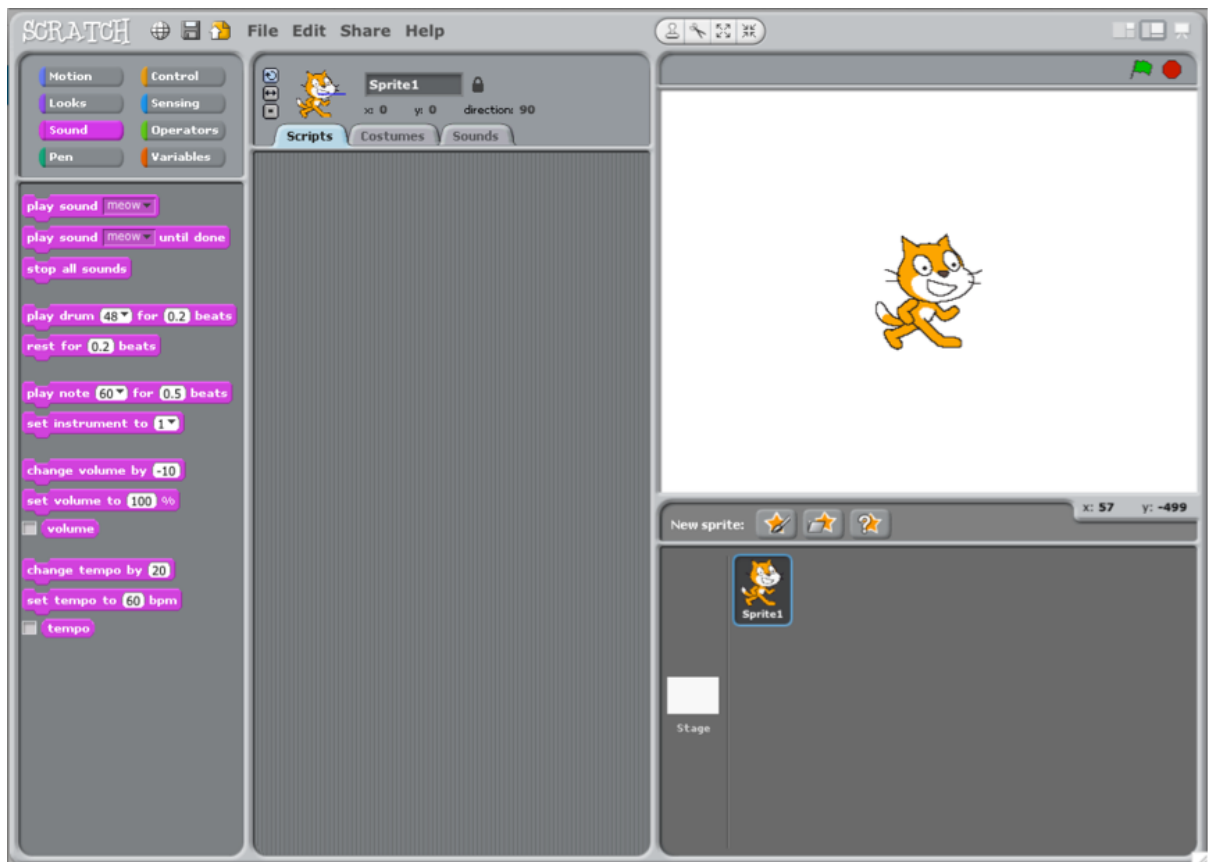 SCRATCH File Edit Share Help
Motion Control
Looks Sensing
Sound Operators
Pen Variables
play sound meow
play sound meow until done
stop all sounds
play drum 48 for 0.2 beats
rest for 0.2 beats
play note 60 for 0.5 beats
set instrument to 1
change volume by -10
set volume to 100 %
volume
change tempo by 20
set tempo to 60 bpm
tempo
Sprite1
x: 0 y: 0 direction: 90
Scripts Costumes Sounds
x: 57 y: -499
New sprite:
Sprite1
Stage